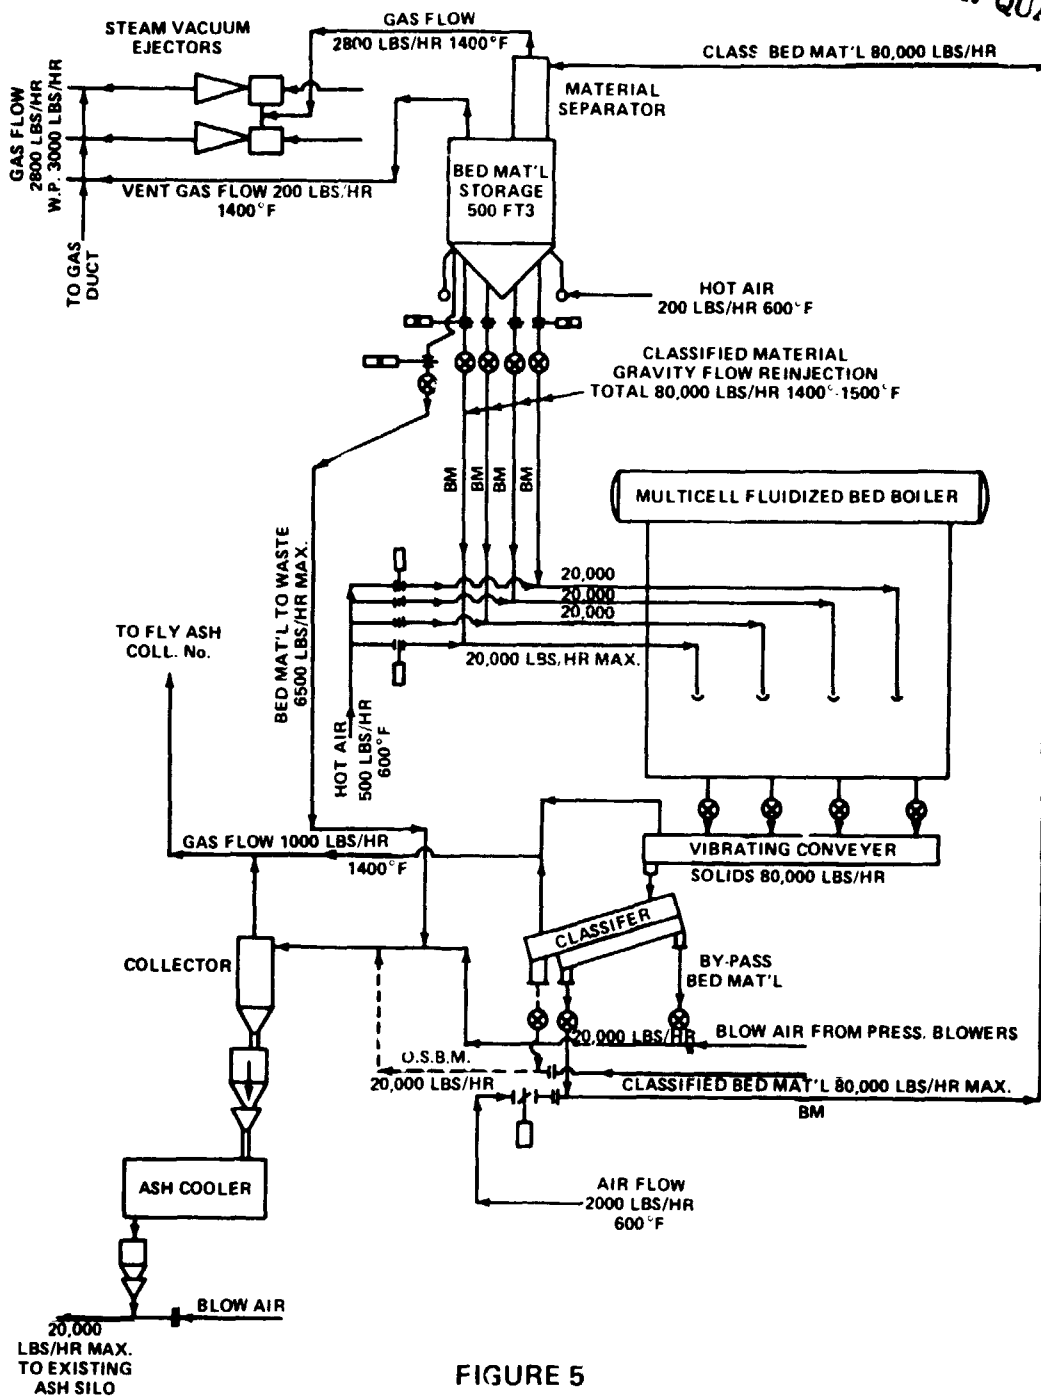 GAS FLOW
2800 LBS/HR 1400°F
STEAM VACUUM
EJECTORS
CLASS BED MAT'L 80,000 LBS/HR
MATERIAL
SEPARATOR
GAS FLOW
2800 LBS/HR
W.P. 3000 LBS/HR
BED MAT'L
STORAGE
500 FT3
VENT GAS FLOW 200 LBS/HR
1400°F
TO GAS
DUCT
HOT AIR
200 LBS/HR 600°F
CLASSIFIED MATERIAL
GRAVITY FLOW REINJECTION
TOTAL 80,000 LBS/HR 1400°-1500°F
BM
BM
BM
BM
MULTICELL FLUIDIZED BED BOILER
BED MAT'L TO WASTE
6500 LBS/HR MAX.
20,000
20,000
20,000
20,000 LBS/HR MAX.
TO FLY ASH
COLL. No.
HOT AIR
500 LBS/HR
600°F
GAS FLOW 1000 LBS/HR
1400°F
VIBRATING CONVEYER
SOLIDS 80,000 LBS/HR
CLASSIFER
COLLECTOR
BY-PASS
BED MAT'L
20,000 LBS/HR
BLOW AIR FROM PRESS. BLOWERS
O.S.B.M.
20,000 LBS/HR
CLASSIFIED BED MAT'L 80,000 LBS/HR MAX.
BM
ASH COOLER
AIR FLOW
2000 LBS/HR
600°F
BLOW AIR
20,000
LBS/HR MAX.
TO EXISTING
ASH SILO
FIGURE 5